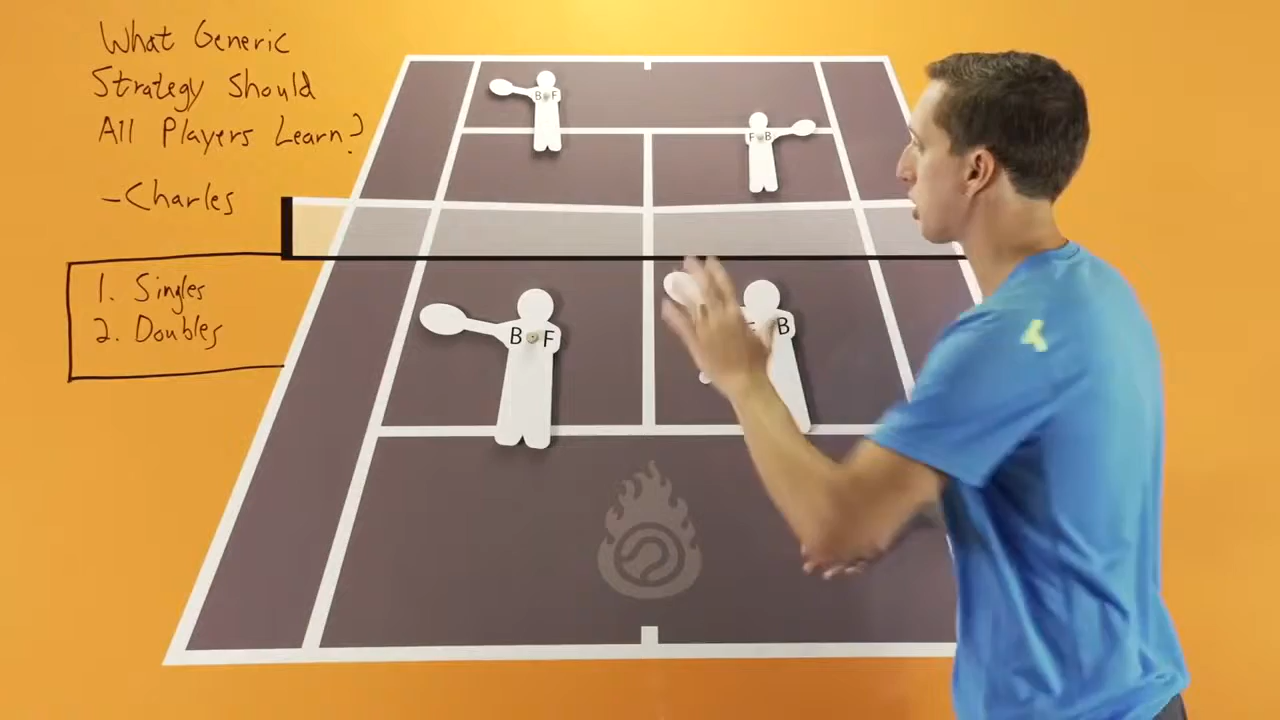 What Generic
Strategy Should
All Players Learn?
-Charles
1. Singles
2. Doubles
B F
F B
B F
B